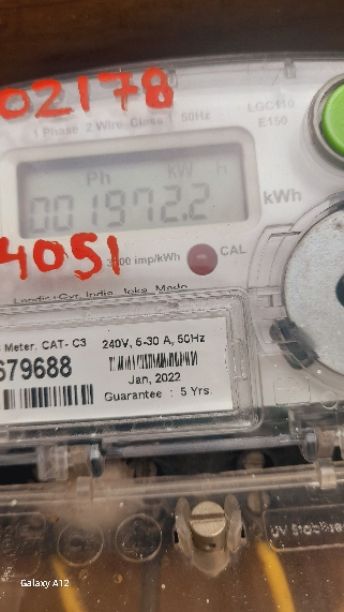 02178
1 Phase 2 Wire Class 1 50Hz
LGC110
E150
Ph kW h
001972.2
kWh
4051
imp/kWh
CAL
Meter. CAT- C3
240V, 5-30 A, 50Hz
679688
Jan, 2022
Guarantee : 5 Yrs.
UV
Galaxy A12